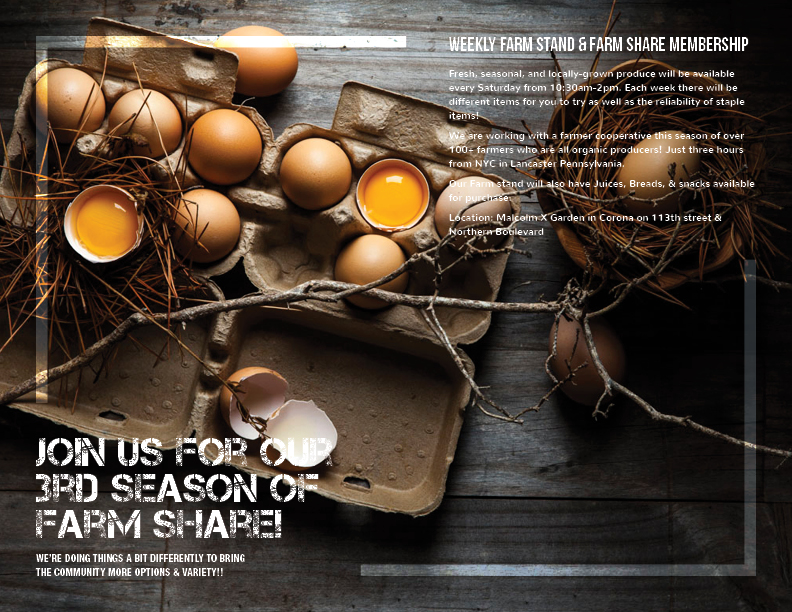 WEEKLY FARM STAND & FARM SHARE MEMBERSHIP
Fresh, seasonal, and locally-grown produce will be available
every Saturday from 10:30am-2pm. Each week there will be
different items for you to try as well as the reliability of staple
items!
We are working with a farmer cooperative this season of over
100+ farmers who are all organic producers! Just three hours
from NYC in Lancaster Pennsylvania.
Our Farm stand will also have Juices, Breads, & snacks available
for purchase.
Location: Malcolm X Garden in Corona on 113th street &
Northern Boulevard
JOIN US FOR OUR
3RD SEASON OF
FARM SHARE!
WE'RE DOING THINGS A BIT DIFFERENTLY TO BRING
THE COMMUNITY MORE OPTIONS & VARIETY!!